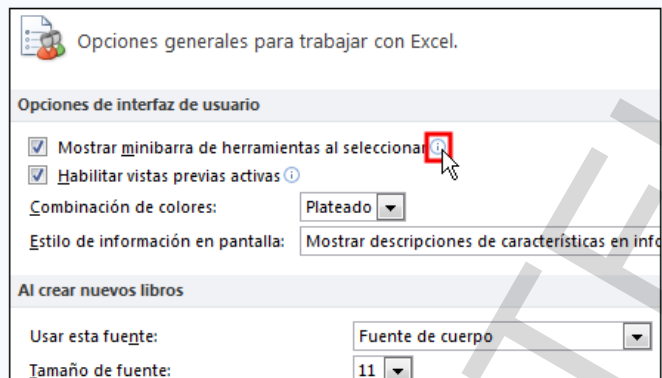 Opciones generales para trabajar con Excel.
Opciones de interfaz de usuario
Mostrar minibarra de herramientas al seleccionar
Habilitar vistas previas activas
Combinación de colores: Plateado
Estilo de información en pantalla: Mostrar descripciones de características en info
Al crear nuevos libros
Usar esta fuente: Fuente de cuerpo
Tamaño de fuente: 11